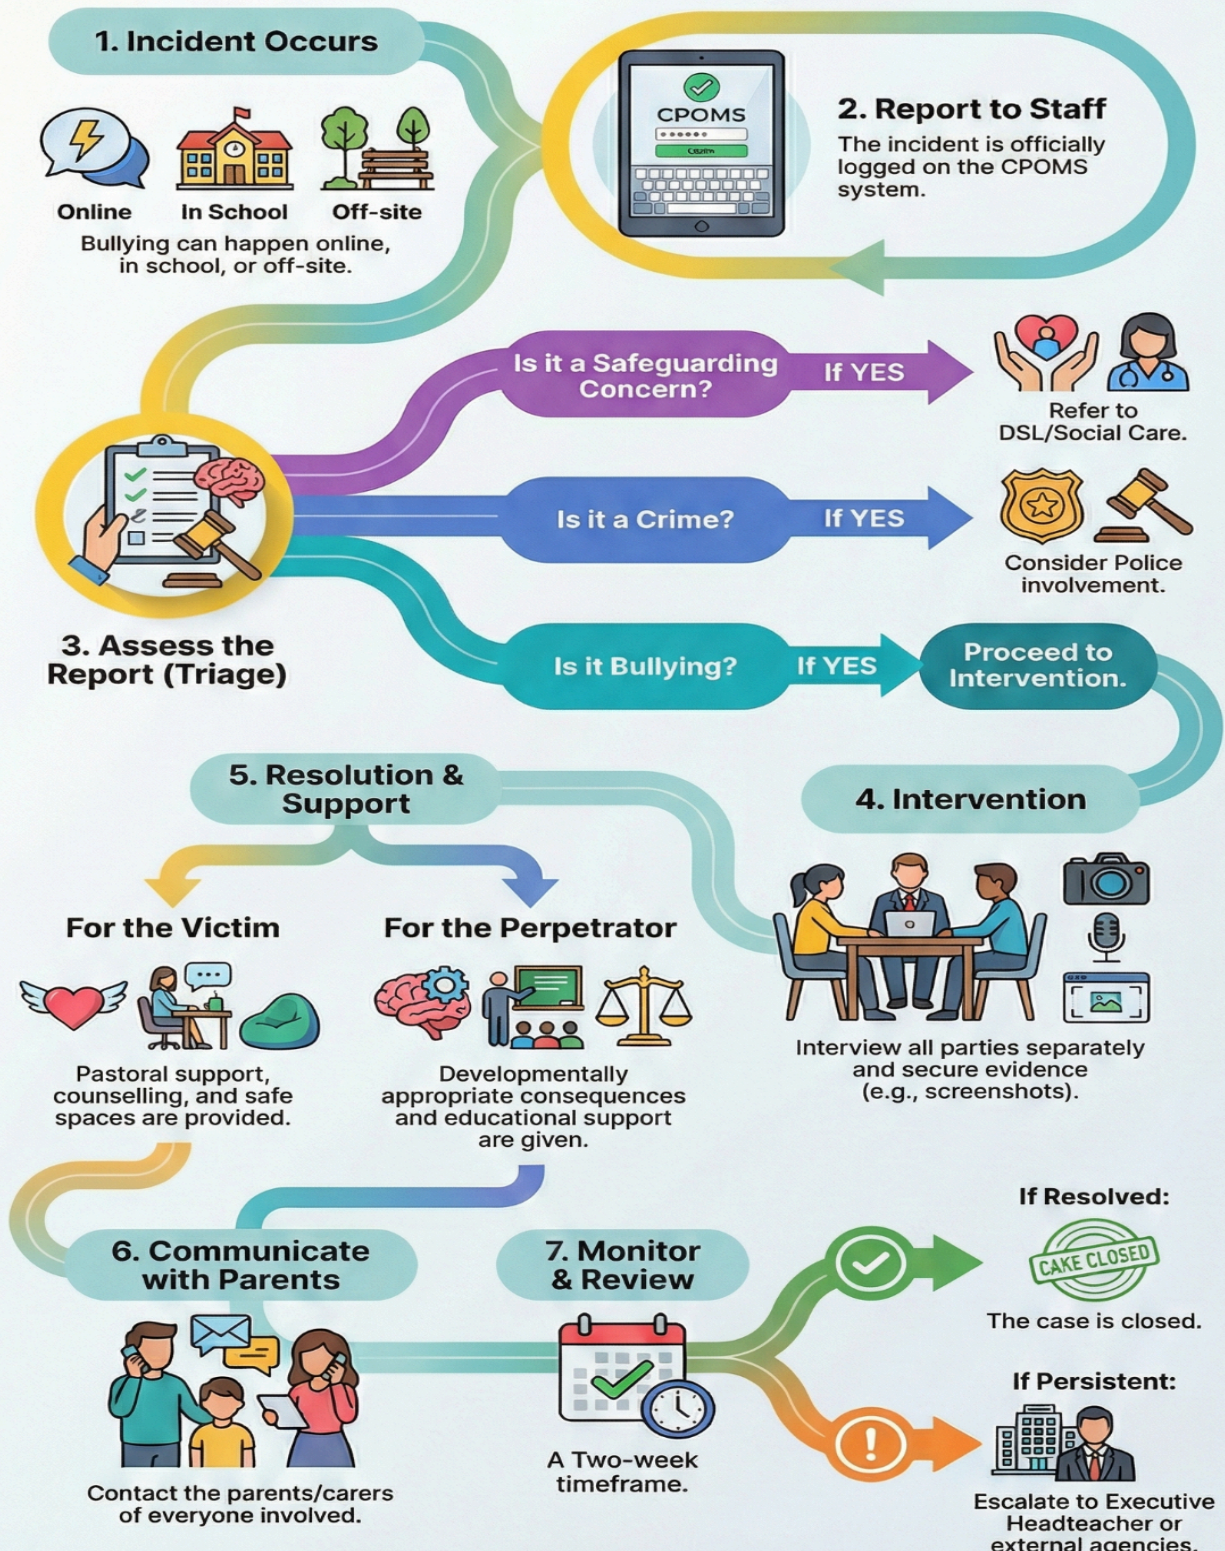 1. Incident Occurs
Online
In School
Off-site
Bullying can happen online,
in school, or off-site.
CPOMS
2. Report to Staff
The incident is officially
logged on the CPOMS
system.
3. Assess the
Report (Triage)
Is it a Safeguarding
Concern?
If YES
Refer to
DSL/Social Care.
Is it a Crime?
If YES
Consider Police
involvement.
Is it Bullying?
If YES
Proceed to
Intervention.
4. Intervention
Interview all parties separately
and secure evidence
(e.g., screenshots).
5. Resolution &
Support
For the Victim
Pastoral support,
counselling, and safe
spaces are provided.
For the Perpetrator
Developmentally
appropriate consequences
and educational support
are given.
6. Communicate
with Parents
Contact the parents/carers
of everyone involved.
7. Monitor
& Review
A Two-week
timeframe.
If Resolved:
CAKE CLOSED
The case is closed.
If Persistent:
Escalate to Executive
Headteacher or
external agencies.